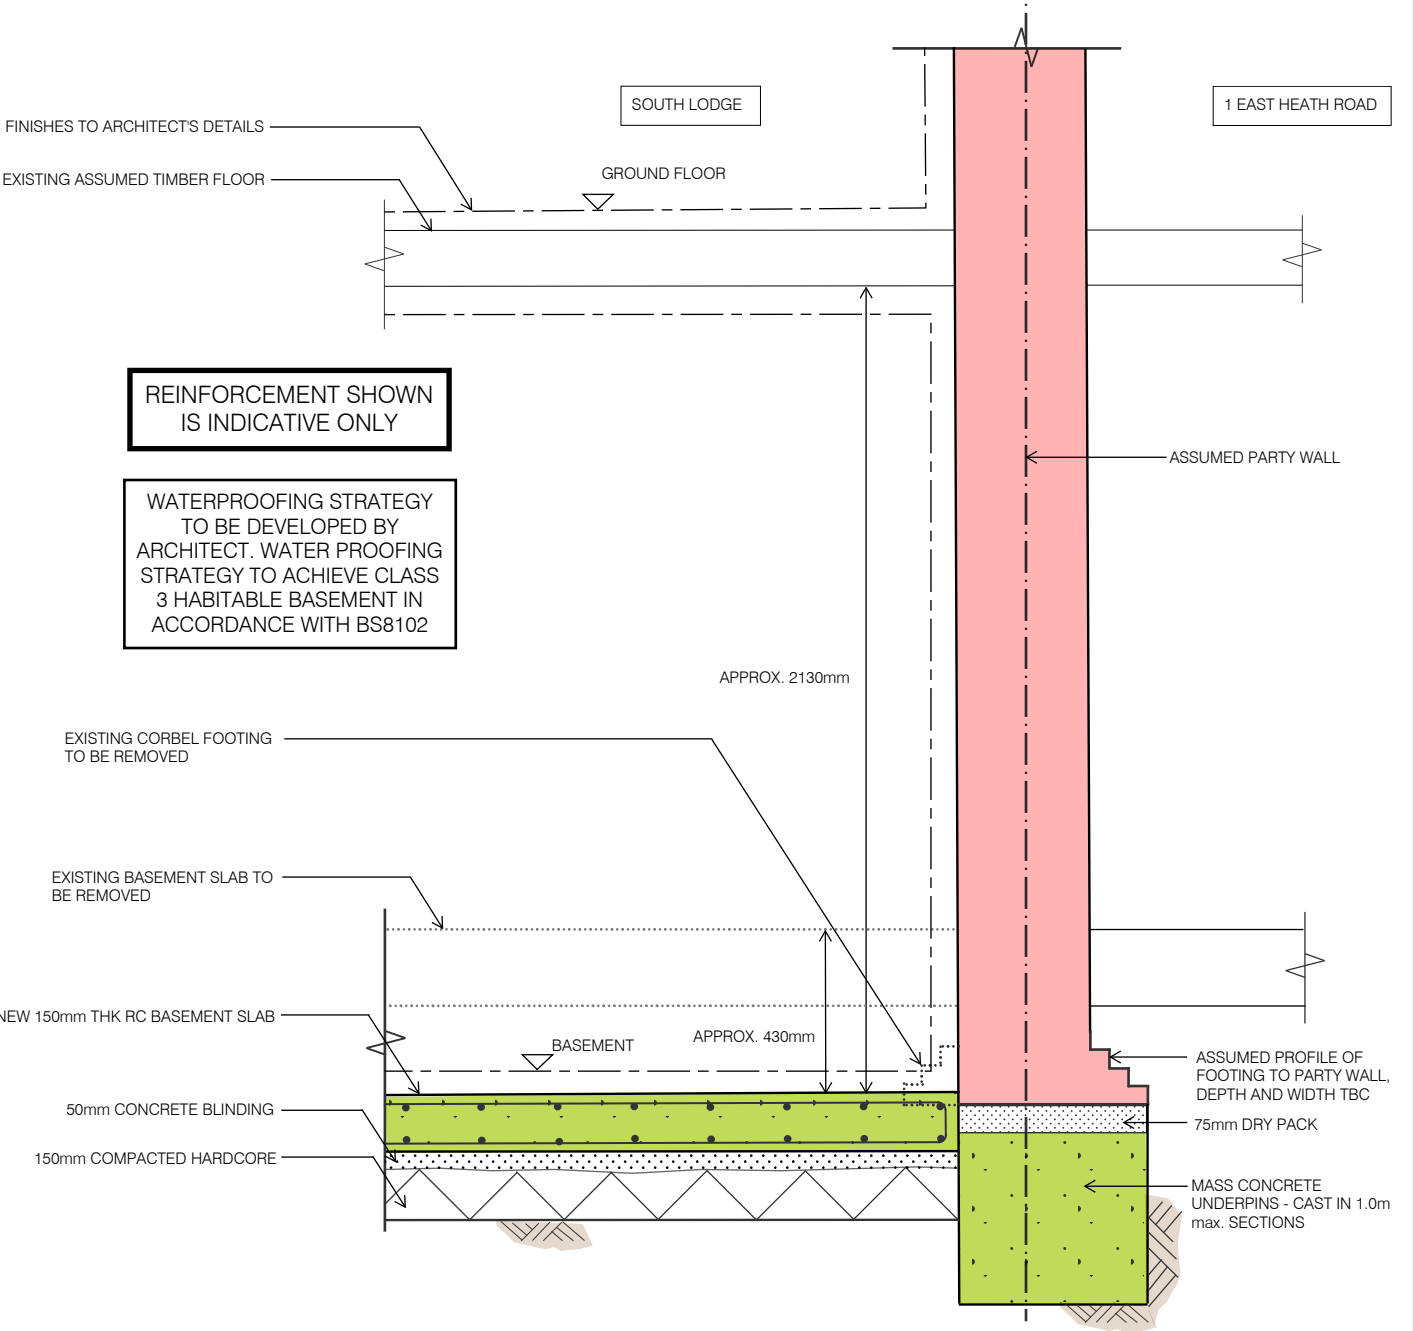 SOUTH LODGE
1 EAST HEATH ROAD
FINISHES TO ARCHITECT'S DETAILS
EXISTING ASSUMED TIMBER FLOOR
GROUND FLOOR
REINFORCEMENT SHOWN
IS INDICATIVE ONLY
ASSUMED PARTY WALL
WATERPROOFING STRATEGY
TO BE DEVELOPED BY
ARCHITECT. WATER PROOFING
STRATEGY TO ACHIEVE CLASS
3 HABITABLE BASEMENT IN
ACCORDANCE WITH BS8102
APPROX. 2130mm
EXISTING CORBEL FOOTING
TO BE REMOVED
EXISTING BASEMENT SLAB TO
BE REMOVED
NEW 150mm THK RC BASEMENT SLAB
APPROX. 430mm
BASEMENT
ASSUMED PROFILE OF
FOOTING TO PARTY WALL,
DEPTH AND WIDTH TBC
50mm CONCRETE BLINDING
75mm DRY PACK
150mm COMPACTED HARDCORE
MASS CONCRETE
UNDERPINS - CAST IN 1.0m
max. SECTIONS